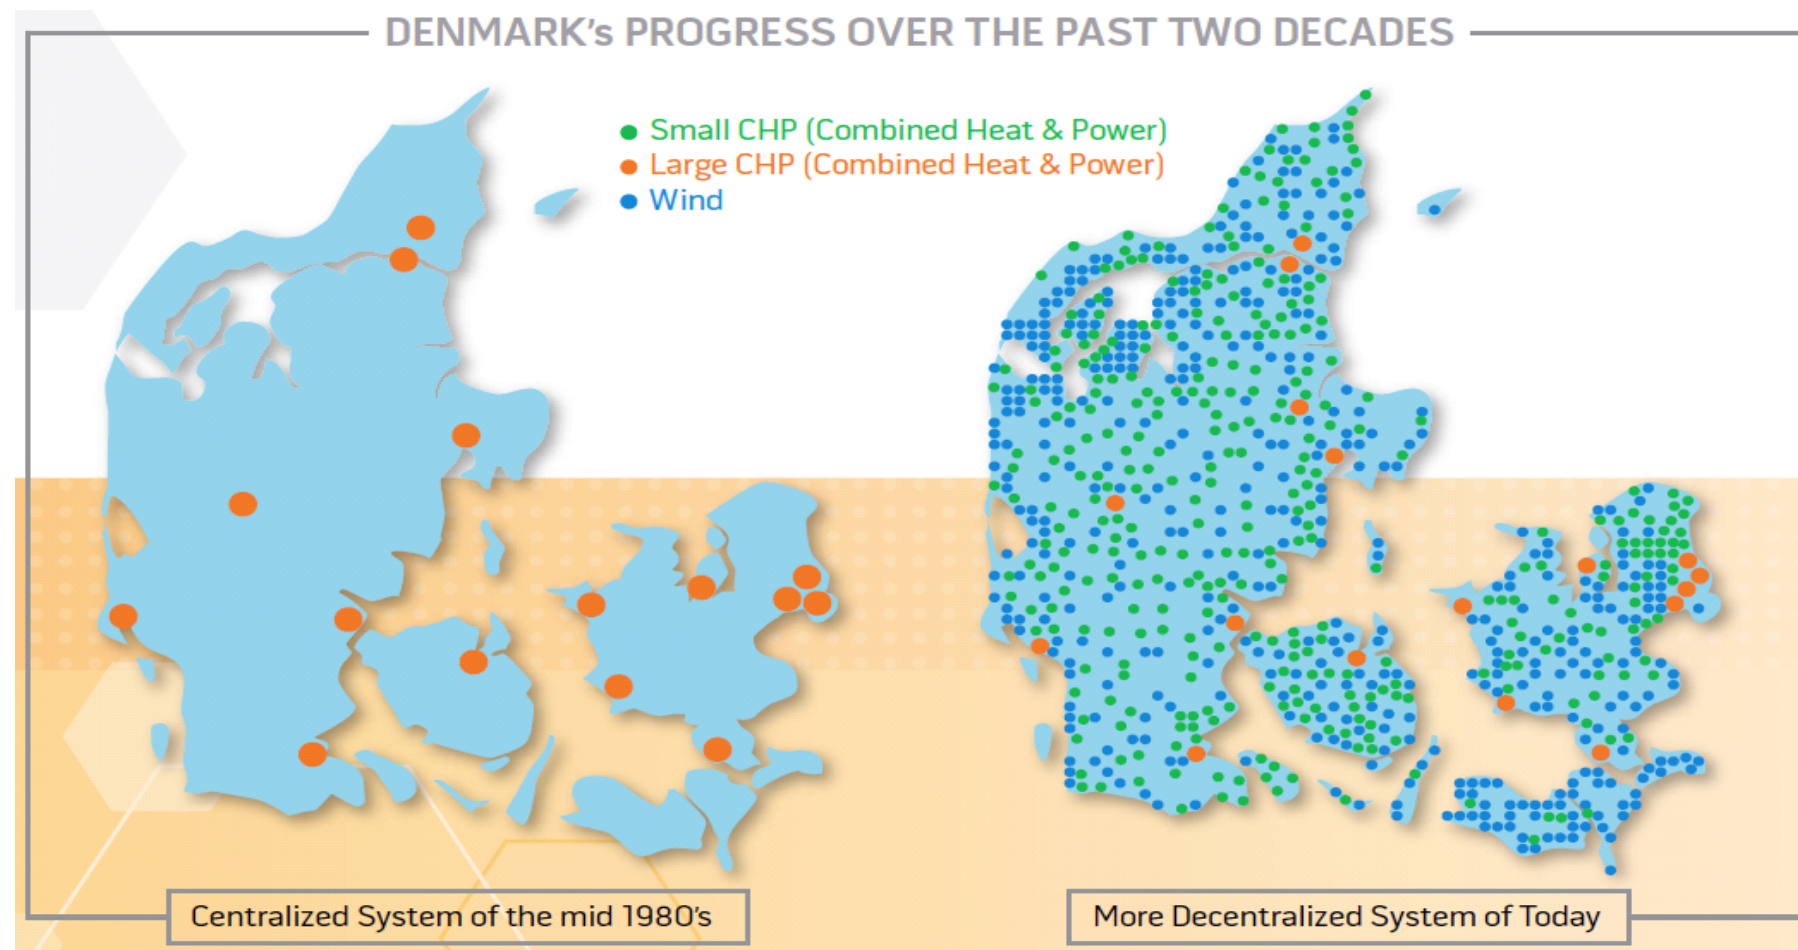 DENMARK's PROGRESS OVER THE PAST TWO DECADES
Small CHP (Combined Heat & Power)
Large CHP (Combined Heat & Power)
Wind
Centralized System of the mid 1980's
More Decentralized System of Today